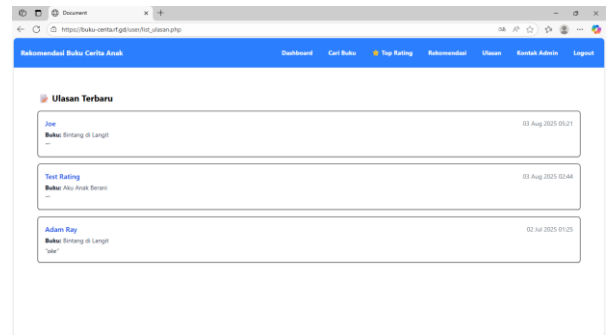 Document
https://buku-cerita.rf.gd/user/list_ulasan.php
Rekomendasi Buku Cerita Anak
Dashboard Cari Buku ⭐ Top Rating Rekomendasi Ulasan Kontak Admin Logout
📝 Ulasan Terbaru
Joe 03 Aug 2025 05:21
Buku: Bintang di Langit
""
Test Rating 03 Aug 2025 02:44
Buku: Aku Anak Berani
""
Adam Ray 02 Jul 2025 01:25
Buku: Bintang di Langit